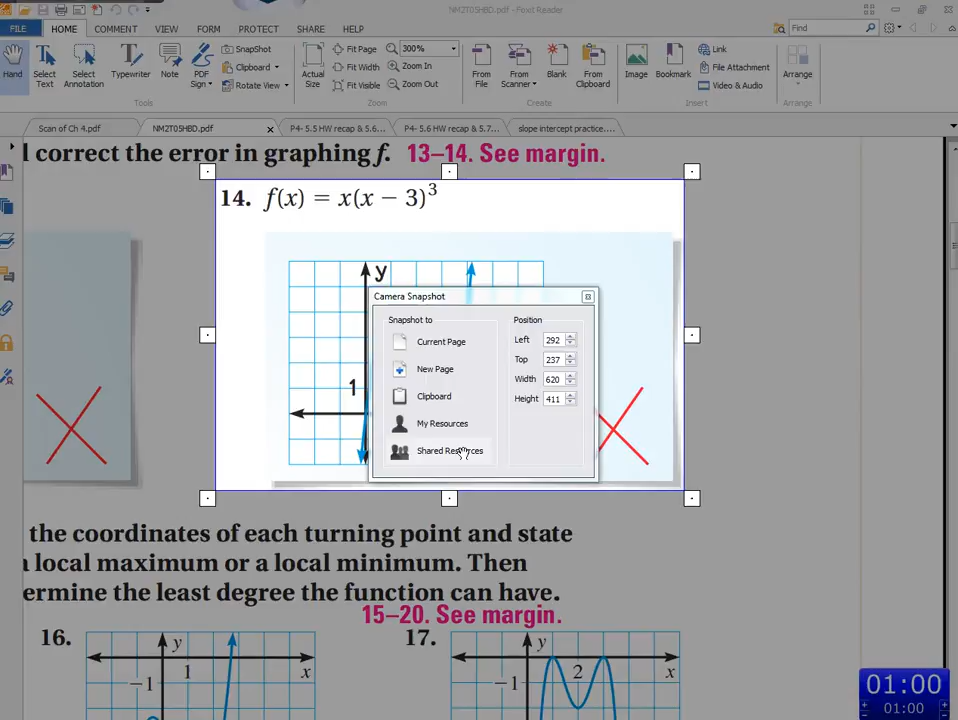 NM2T05HBD.pdf - Foxit Reader
FILE HOME COMMENT VIEW FORM PROTECT SHARE HELP
Find
Hand
Select Text
Select Annotation
Typewriter
Note
PDF Sign
SnapShot
Clipboard
Rotate View
Tools
Actual Size
Fit Page
Fit Width
Fit Visible
300%
Zoom In
Zoom Out
Zoom
From File
From Scanner
Blank
From Clipboard
Create
Image
Bookmark
Link
File Attachment
Video & Audio
Insert
Arrange
Arrange
Scan of Ch 4.pdf
NM2T05HBD.pdf
P4- 5.5 HW recap & 5.6...
P4- 5.6 HW recap & 5.7...
slope intercept practice....
l correct the error in graphing f. 13–14. See margin.
14. f(x) = x(x − 3)³
y
1
Camera Snapshot
Snapshot to
Current Page
New Page
Clipboard
My Resources
Shared Resources
Position
Left 292
Top 237
Width 620
Height 411
the coordinates of each turning point and state
a local maximum or a local minimum. Then
ermine the least degree the function can have.
15–20. See margin.
16.
y
1
x
−1
17.
y
2
x
−1
01:00
01:00